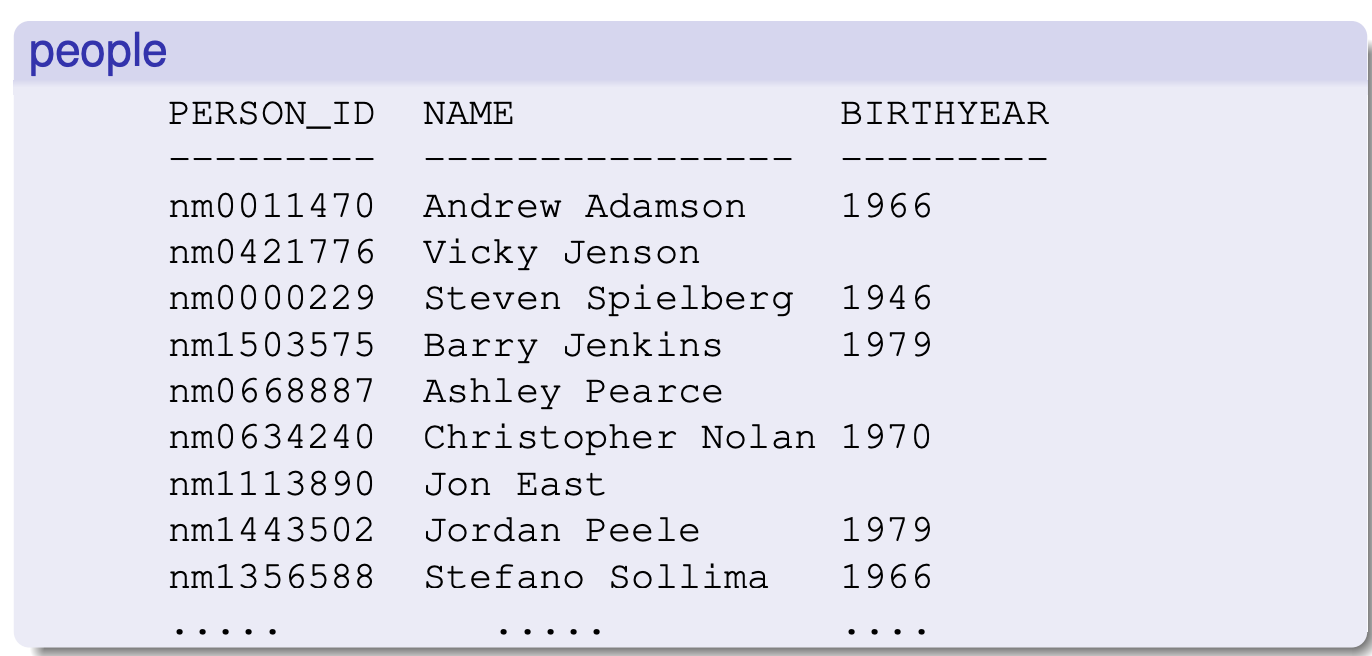 people
PERSON_ID NAME BIRTHYEAR
--------- ---------------- ---------
nm0011470 Andrew Adamson 1966
nm0421776 Vicky Jenson
nm0000229 Steven Spielberg 1946
nm1503575 Barry Jenkins 1979
nm0668887 Ashley Pearce
nm0634240 Christopher Nolan 1970
nm1113890 Jon East
nm1443502 Jordan Peele 1979
nm1356588 Stefano Sollima 1966
..... ..... ....